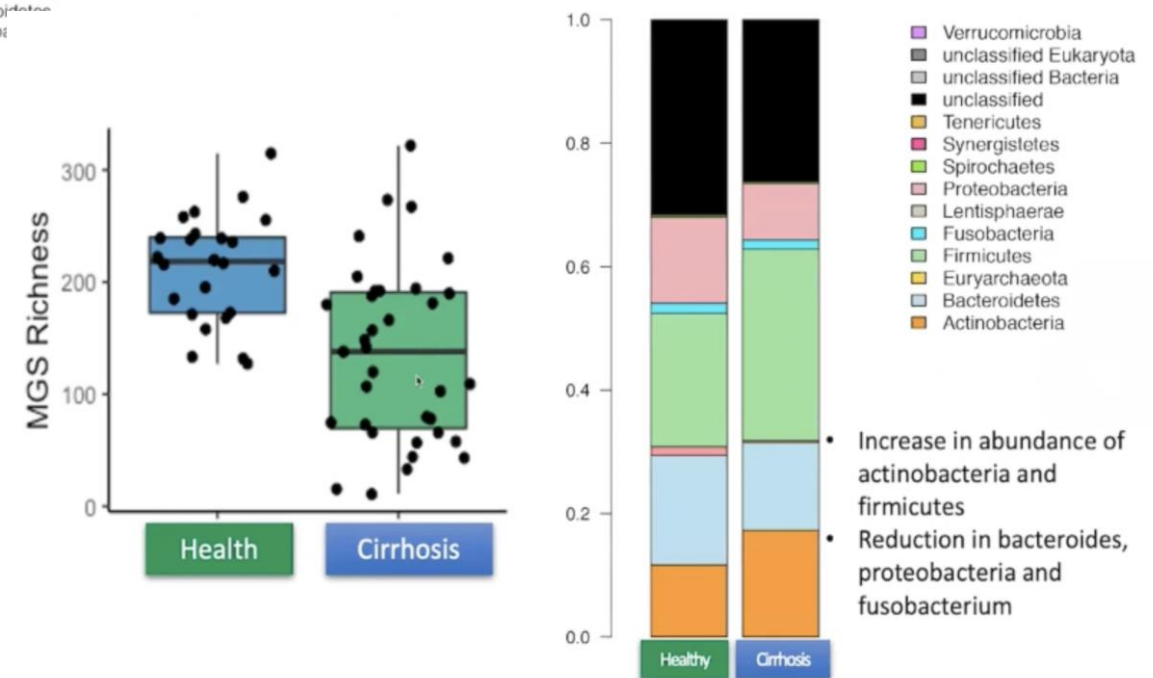 MGS Richness
300
200
100
0
Health
Cirrhosis
1.0
0.8
0.6
0.4
0.2
0.0
Healthy
Cirrhosis
Verrucomicrobia
unclassified Eukaryota
unclassified Bacteria
unclassified
Tenericutes
Synergistetes
Spirochaetes
Proteobacteria
Lentisphaerae
Fusobacteria
Firmicutes
Euryarchaeota
Bacteroidetes
Actinobacteria
• Increase in abundance of
actinobacteria and
firmicutes
• Reduction in bacteroides,
proteobacteria and
fusobacterium